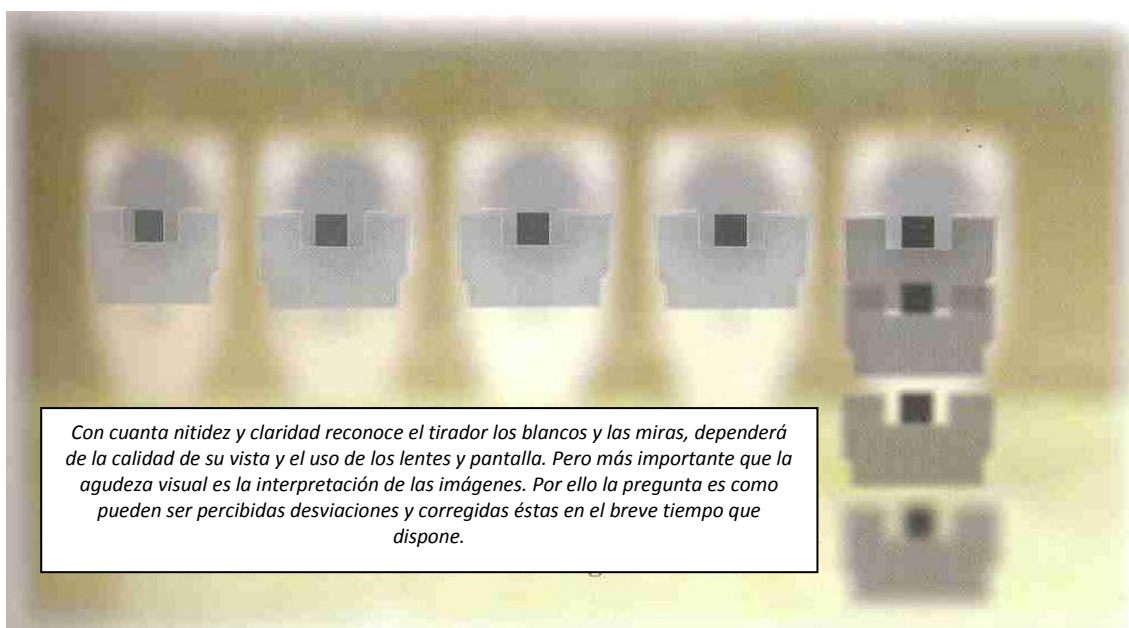 Con cuanta nitidez y claridad reconoce el tirador los blancos y las miras, dependerá
de la calidad de su vista y el uso de los lentes y pantalla. Pero más importante que la
agudeza visual es la interpretación de las imágenes. Por ello la pregunta es como
pueden ser percibidas desviaciones y corregidas éstas en el breve tiempo que
dispone.